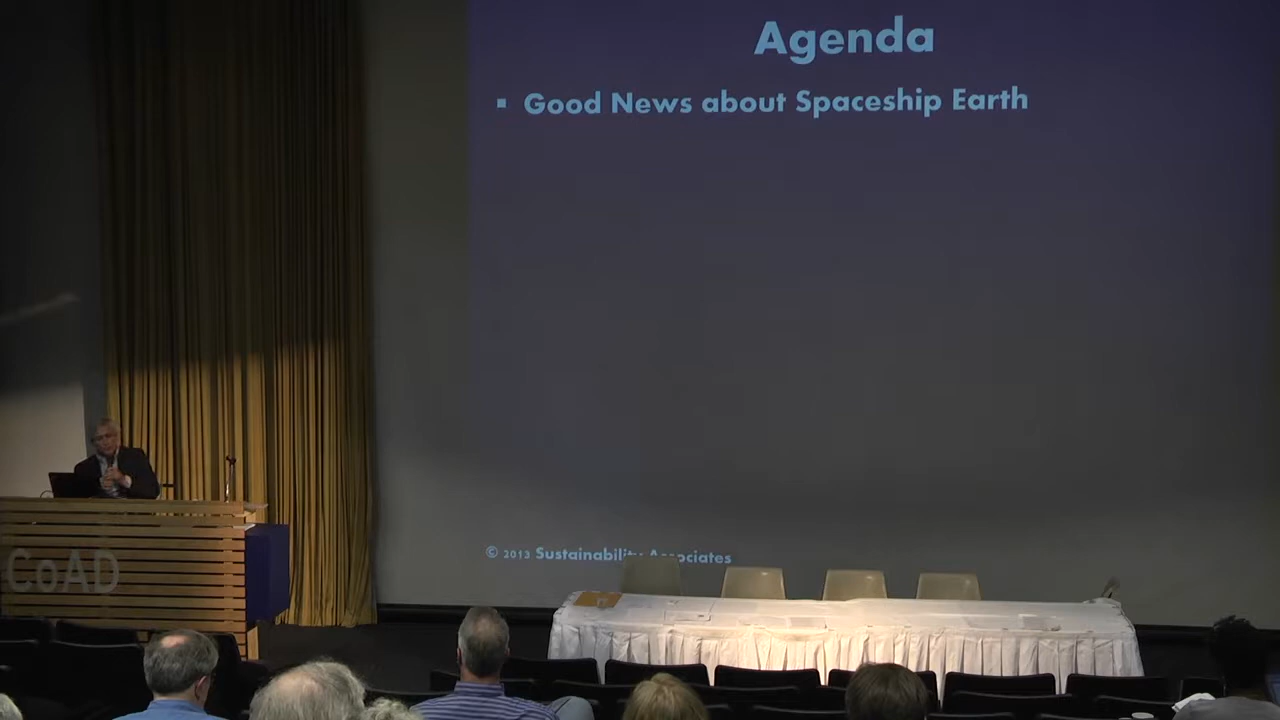 Agenda
▪ Good News about Spaceship Earth
© 2013 Sustainability Associates
CoAD